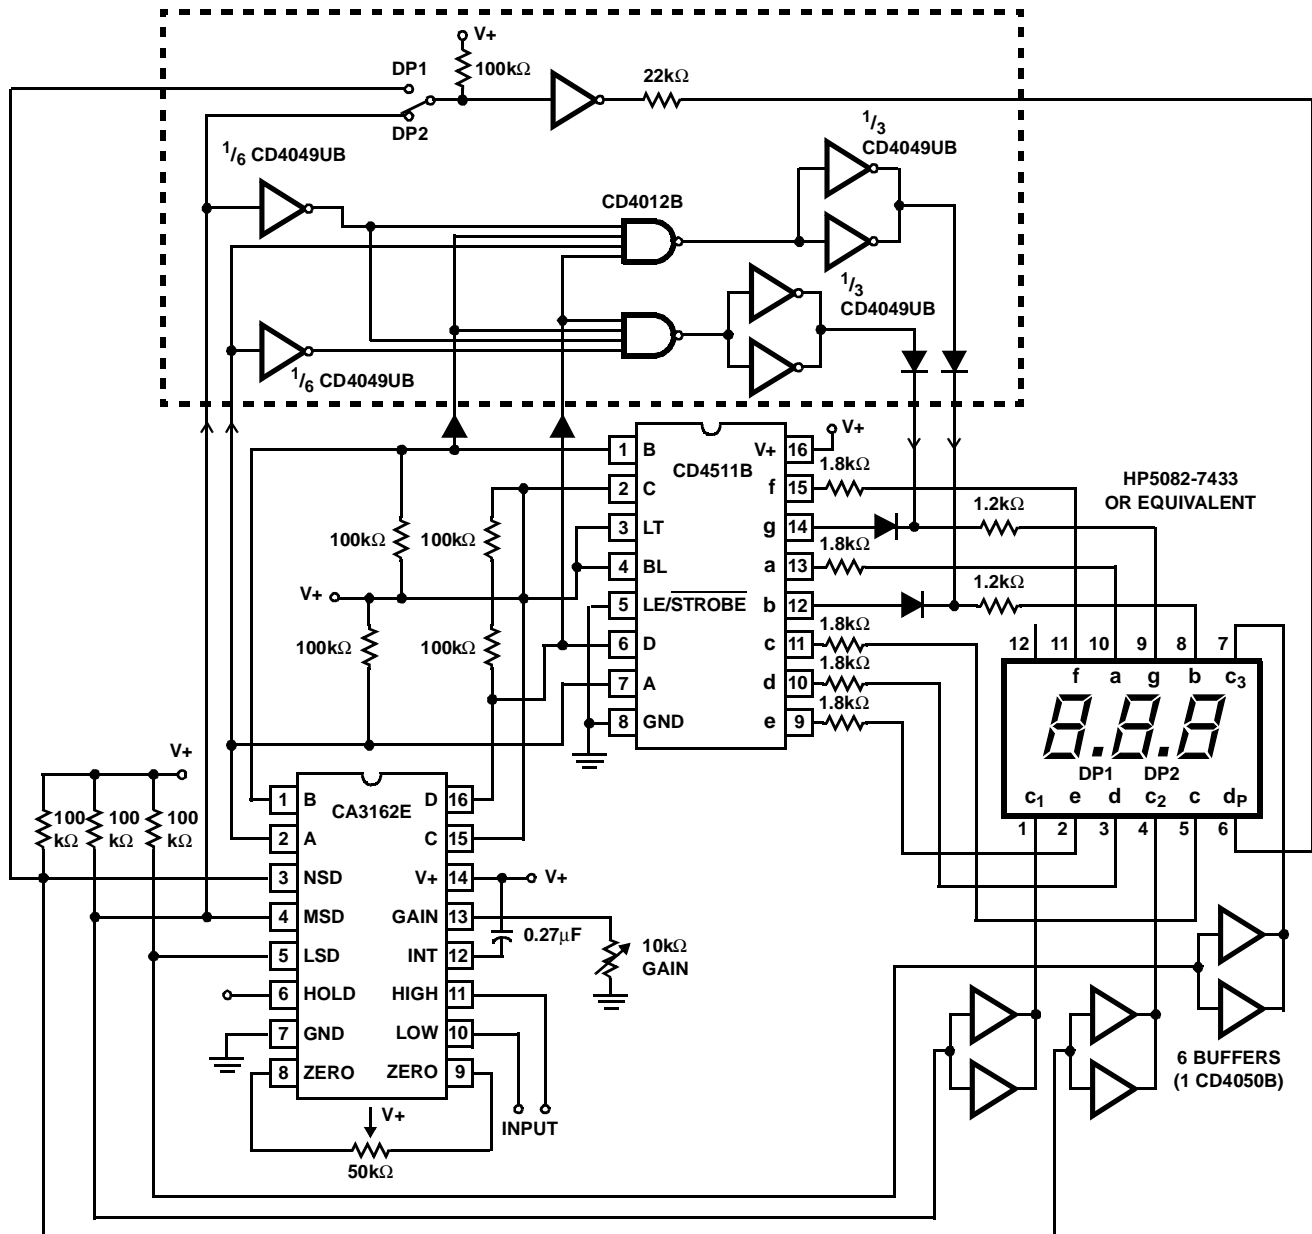 V+
DP1
100kΩ
22kΩ
DP2
1/6 CD4049UB
1/3
CD4049UB
CD4012B
1/3
CD4049UB
1/6 CD4049UB
V+
1 B
V+ 16
CD4511B
1.8kΩ
2 C
f 15
HP5082-7433
OR EQUIVALENT
1.2kΩ
3 LT
g 14
100kΩ
100kΩ
1.8kΩ
4 BL
a 13
V+
1.2kΩ
5 LE/STROBE
b 12
1.8kΩ
100kΩ
100kΩ
6 D
c 11
1.8kΩ
7 A
d 10
1.8kΩ
8 GND
e 9
12 11 10 9 8 7
f a g b c3
8.8.8
DP1 DP2
c1 e d c2 c dP
1 2 3 4 5 6
V+
100
kΩ
100
kΩ
100
kΩ
1 B
D 16
CA3162E
2 A
C 15
3 NSD
V+ 14
V+
4 MSD
GAIN 13
0.27μF
10kΩ
GAIN
5 LSD
INT 12
6 HOLD
HIGH 11
7 GND
LOW 10
8 ZERO
ZERO 9
V+
INPUT
50kΩ
6 BUFFERS
(1 CD4050B)